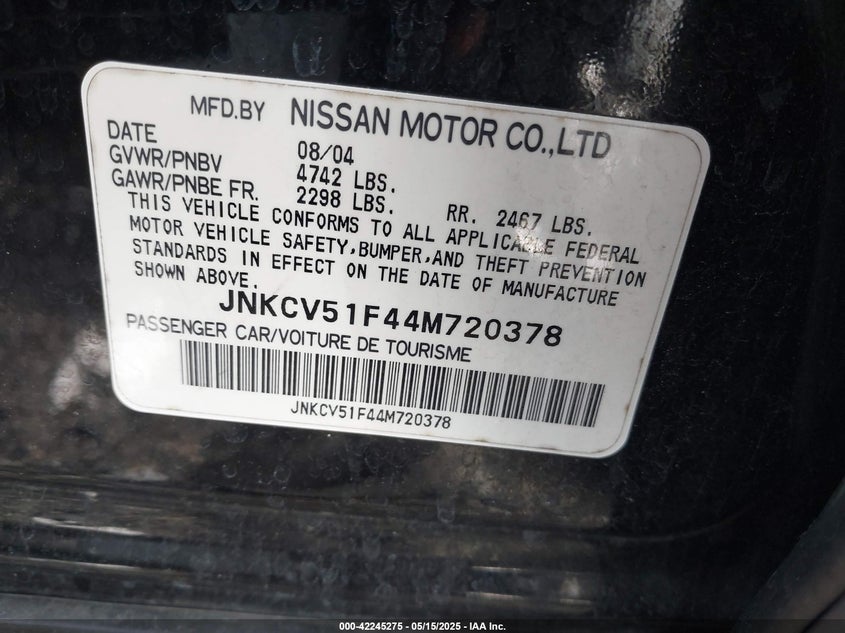 MFD.BY NISSAN MOTOR CO.,LTD
DATE 08/04
GVWR/PNBV 4742 LBS.
GAWR/PNBE FR. 2298 LBS. RR. 2467 LBS.
THIS VEHICLE CONFORMS TO ALL APPLICABLE FEDERAL
MOTOR VEHICLE SAFETY,BUMPER,AND THEFT PREVENTION
STANDARDS IN EFFECT ON THE DATE OF MANUFACTURE
SHOWN ABOVE.
JNKCV51F44M720378
PASSENGER CAR/VOITURE DE TOURISME
JNKCV51F44M720378
000-42245275 - 05/15/2025 - IAA Inc.